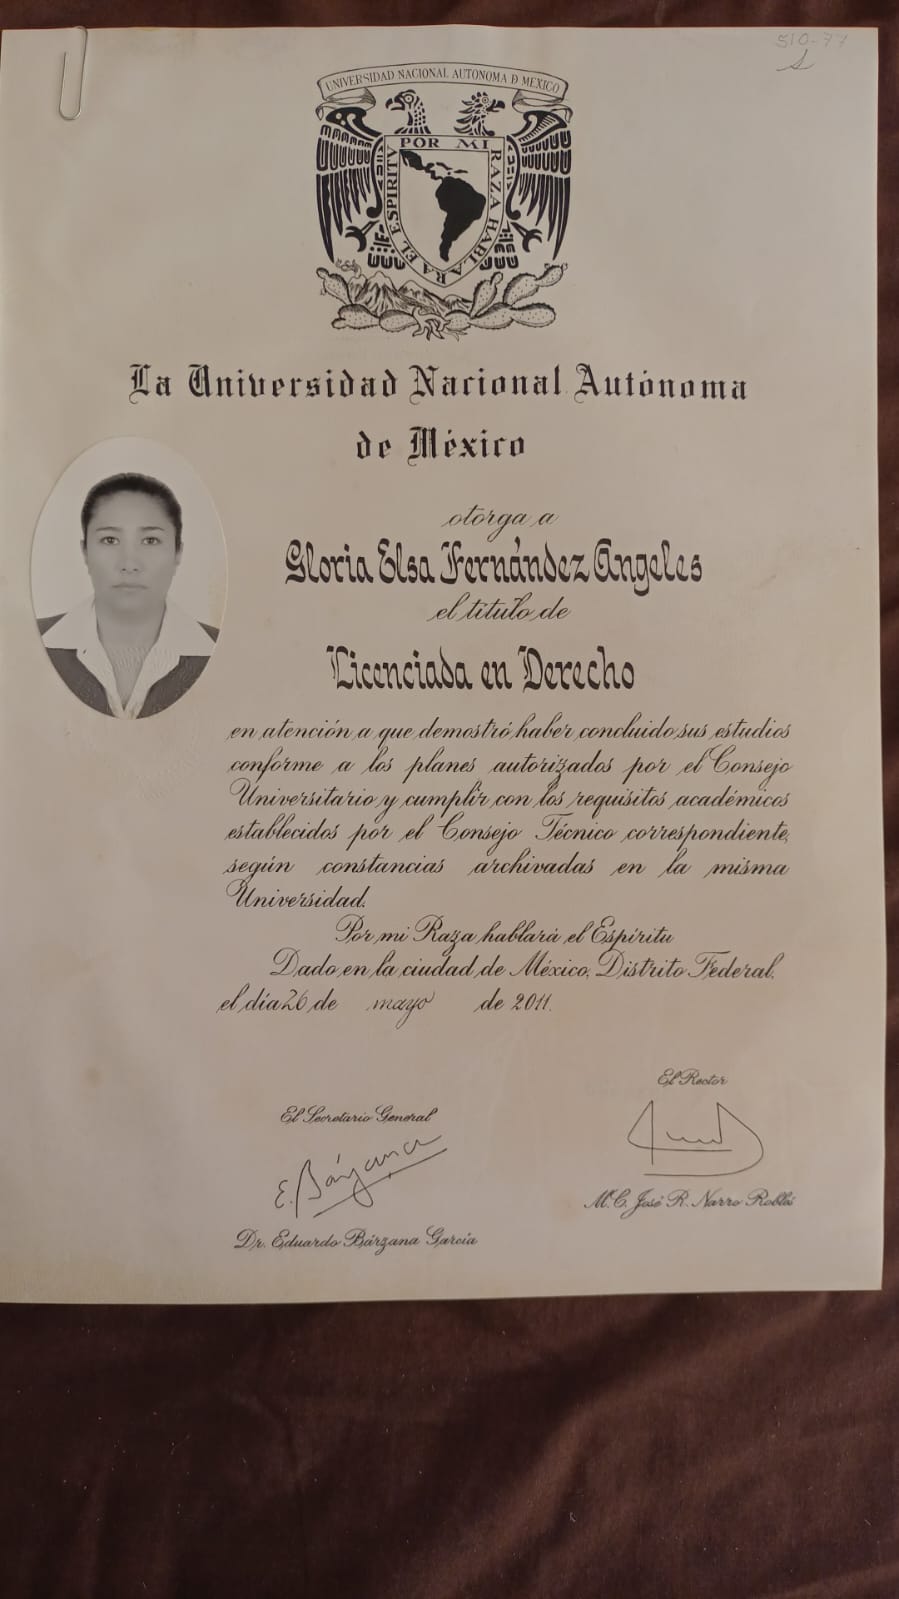 510-77
UNIVERSIDAD NACIONAL AUTONOMA D MEXICO
POR MI RAZA HABLARA EL ESPIRITV
La Universidad Nacional Autónoma
de México
otorga a
Gloria Elsa Fernández Angeles
el título de
Licenciada en Derecho
en atención a que demostró haber concluido sus estudios
conforme a los planes autorizados por el Consejo
Universitario y cumplir con los requisitos académicos
establecidos por el Consejo Técnico correspondiente,
según constancias archivadas en la misma
Universidad.
Por mi Raza hablará el Espíritu
Dado en la ciudad de México, Distrito Federal,
el día 26 de mayo de 2011.
El Rector
El Secretario General
E. Bárzana
M.C. José R. Narro Robles
Dr. Eduardo Bárzana García